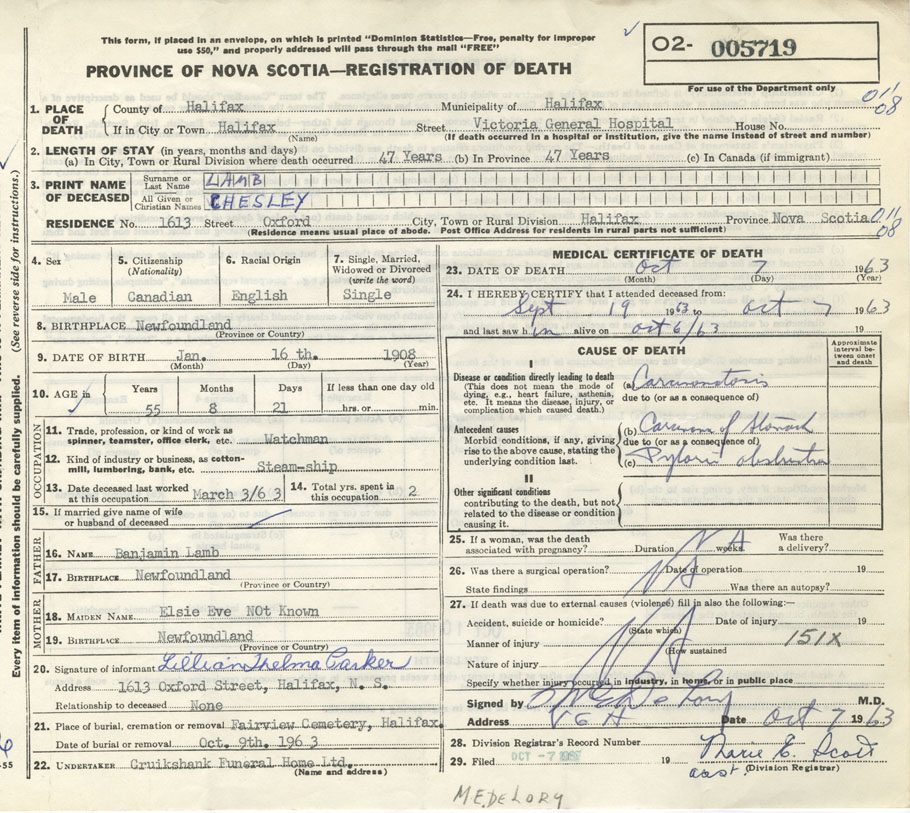 This form, if placed in an envelope, on which is printed "Dominion Statistics—Free, penalty for improper
use $50," and properly addressed will pass through the mail "FREE"
O2- 005719
PROVINCE OF NOVA SCOTIA—REGISTRATION OF DEATH
For use of the Department only
1. PLACE OF DEATH County of Halifax Municipality of Halifax
011
08
If in City or Town Halifax Street Victoria General Hospital House No.
(Name) (If death occurred in a hospital or institution, give the name instead of street and number)
2. LENGTH OF STAY (in years, months and days)
(a) In City, Town or Rural Division where death occurred 47 Years (b) In Province 47 Years (c) In Canada (if immigrant)
3. PRINT NAME OF DECEASED
Surname or Last Name LAMB
All Given or Christian Names CHESLEY
RESIDENCE No. 1613 Street Oxford City, Town or Rural Division Halifax Province Nova Scotia
011
08
(Residence means usual place of abode. Post Office Address for residents in rural parts not sufficient)
4. Sex 5. Citizenship (Nationality) 6. Racial Origin 7. Single, Married, Widowed or Divorced (write the word)
Male Canadian English Single
8. BIRTHPLACE Newfoundland
(Province or Country)
9. DATE OF BIRTH Jan. 16 th. 1908
(Month) (Day) (Year)
10. AGE in Years Months Days If less than one day old
55 8 21 hrs. or min.
OCCUPATION
11. Trade, profession, or kind of work as
spinner, teamster, office clerk, etc. Watchman
12. Kind of industry or business, as cotton-
mill, lumbering, bank, etc. Steam-ship
13. Date deceased last worked at this occupation March 3/6 3 14. Total yrs. spent in this occupation 2
15. If married give name of wife
or husband of deceased
FATHER
16. NAME Banjamin Lamb
17. BIRTHPLACE Newfoundland
(Province or Country)
MOTHER
18. MAIDEN NAME Elsie Eve NOt Known
19. BIRTHPLACE Newfoundland
(Province or Country)
20. Signature of informant Lillian Thelma Parker
Address 1613 Oxford Street, Halifax, N. S.
Relationship to deceased None
21. Place of burial, cremation or removal Fairview Cemetery, Halifax.
Date of burial or removal Oct. 9th. 196 3
22. UNDERTAKER Cruikshank Funeral Home Ltd.
(Name and address)
MEDICAL CERTIFICATE OF DEATH
23. DATE OF DEATH Oct 7 1963
(Month) (Day) (Year)
24. I HEREBY CERTIFY that I attended deceased from:
Sept 19 1963 to Oct 7 1963
and last saw him alive on Oct 6/63 19
CAUSE OF DEATH
Approximate interval between onset and death
I
Disease or condition directly leading to death
(This does not mean the mode of
dying, e.g., heart failure, asthenia,
etc. It means the disease, injury, or
complication which caused death.)
(a)
due to (or as a consequence of)
Antecedent causes
Morbid conditions, if any, giving
rise to the above cause, stating the
underlying condition last.
(b) of Stomach
due to (or as a consequence of)
(c) Pyloric obstruction
II
Other significant conditions
contributing to the death, but not
related to the disease or condition
causing it.
25. If a woman, was the death
associated with pregnancy? Duration NA weeks. Was there a delivery?
26. Was there a surgical operation? NA Date of operation 19
State findings Was there an autopsy?
27. If death was due to external causes (violence) fill in also the following:—
Accident, suicide or homicide? NA Date of injury 19
(State which)
Manner of injury 151X
(How sustained
Nature of injury
Specify whether injury occurred in industry, in home, or in public place
Signed by M.D.
Address VGH Date Oct 7 1963
28. Division Registrar's Record Number
29. Filed OCT -7 1963 19 Marie E. Scott
asst. (Division Registrar)
M.E. DELORY
Every item of information should be carefully supplied. (See reverse side for instructions.)
-55